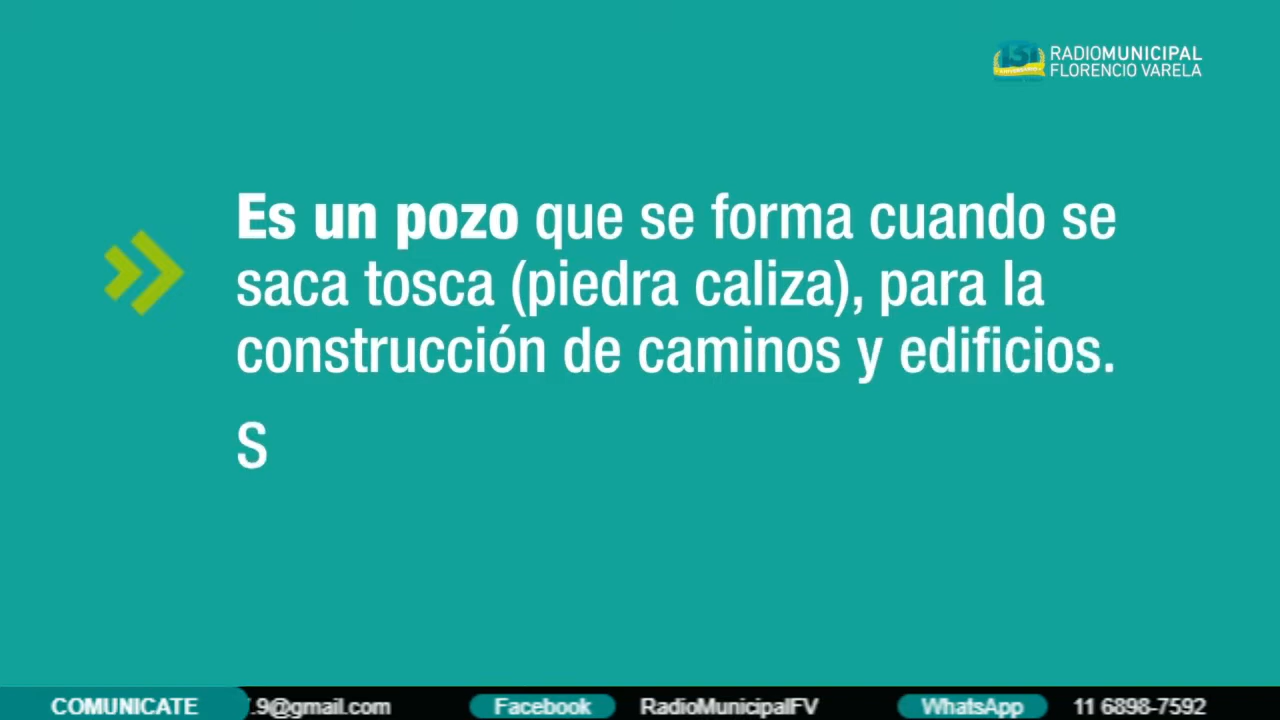 151
RADIOMUNICIPAL
FLORENCIO VARELA
Es un pozo que se forma cuando se
saca tosca (piedra caliza), para la
construcción de caminos y edificios.
S
COMUNICATE .9@gmail.com Facebook RadioMunicipalFV WhatsApp 11 6898-7592